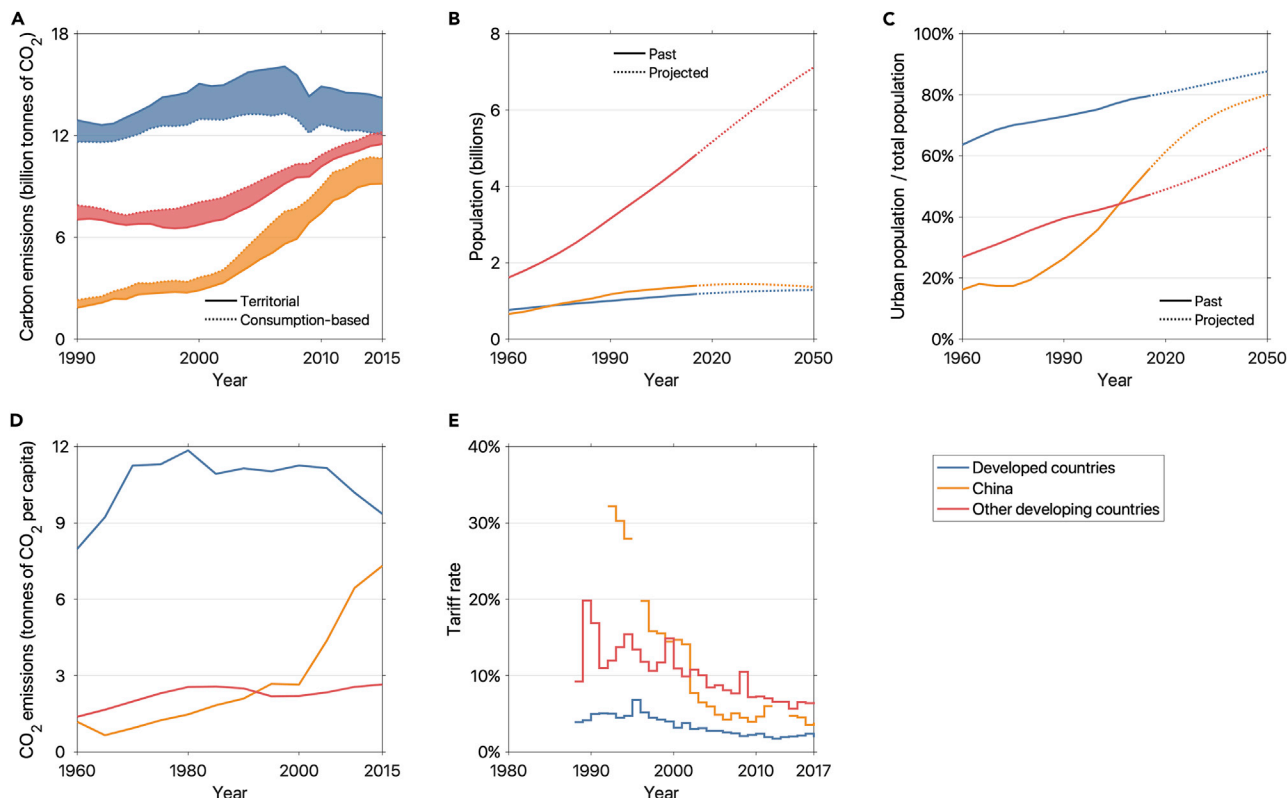 A
Carbon emissions (billion tonnes of CO2)
18
12
6
0
1990
2000
2010
2015
Year
Territorial
Consumption-based
B
Population (billions)
8
6
4
2
0
1960
1990
2020
2050
Year
Past
Projected
C
Urban population / total population
100%
80%
60%
40%
20%
0%
1960
1990
2020
2050
Year
Past
Projected
D
CO2 emissions (tonnes of CO2 per capita)
12
9
6
3
0
1960
1980
2000
2015
Year
E
Tariff rate
40%
30%
20%
10%
0%
1980
1990
2000
2010
2017
Year
Developed countries
China
Other developing countries